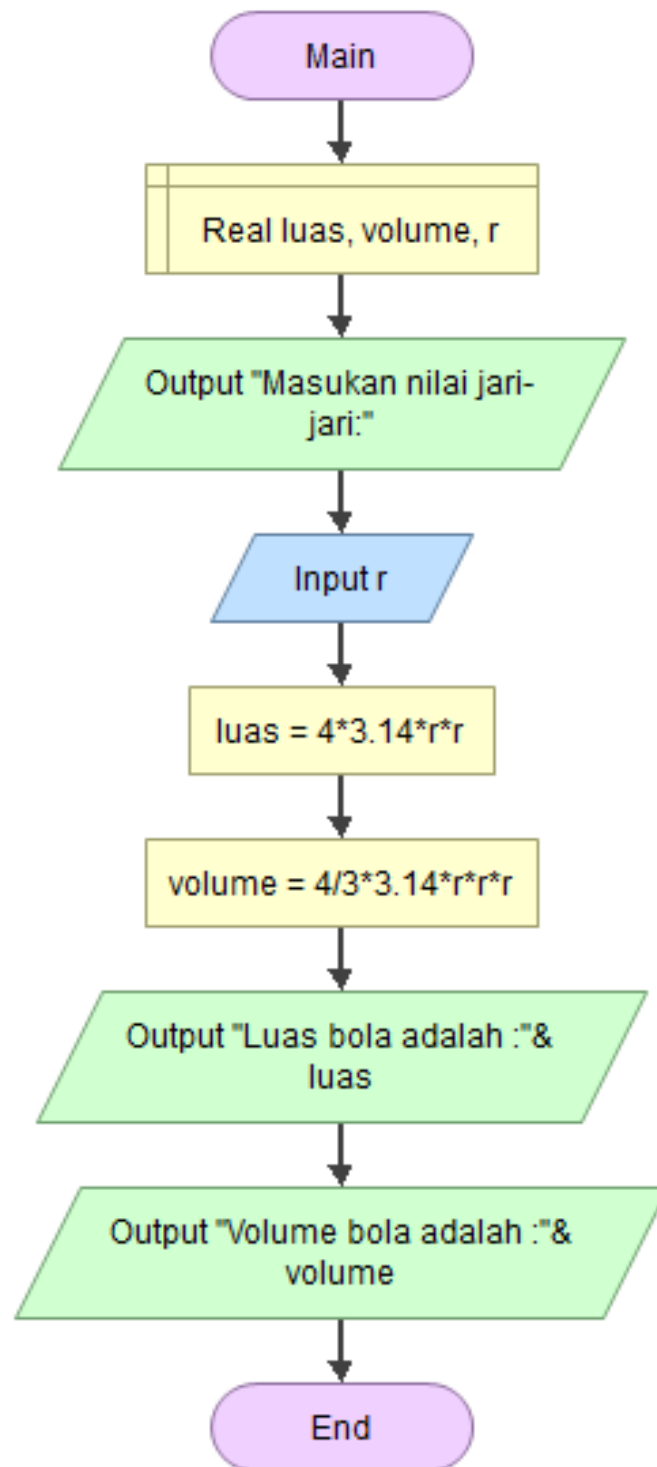 Main
Real luas, volume, r
Output "Masukan nilai jari-
jari:"
Input r
luas = 4*3.14*r*r
volume = 4/3*3.14*r*r*r
Output "Luas bola adalah :"&
luas
Output "Volume bola adalah :"&
volume
End